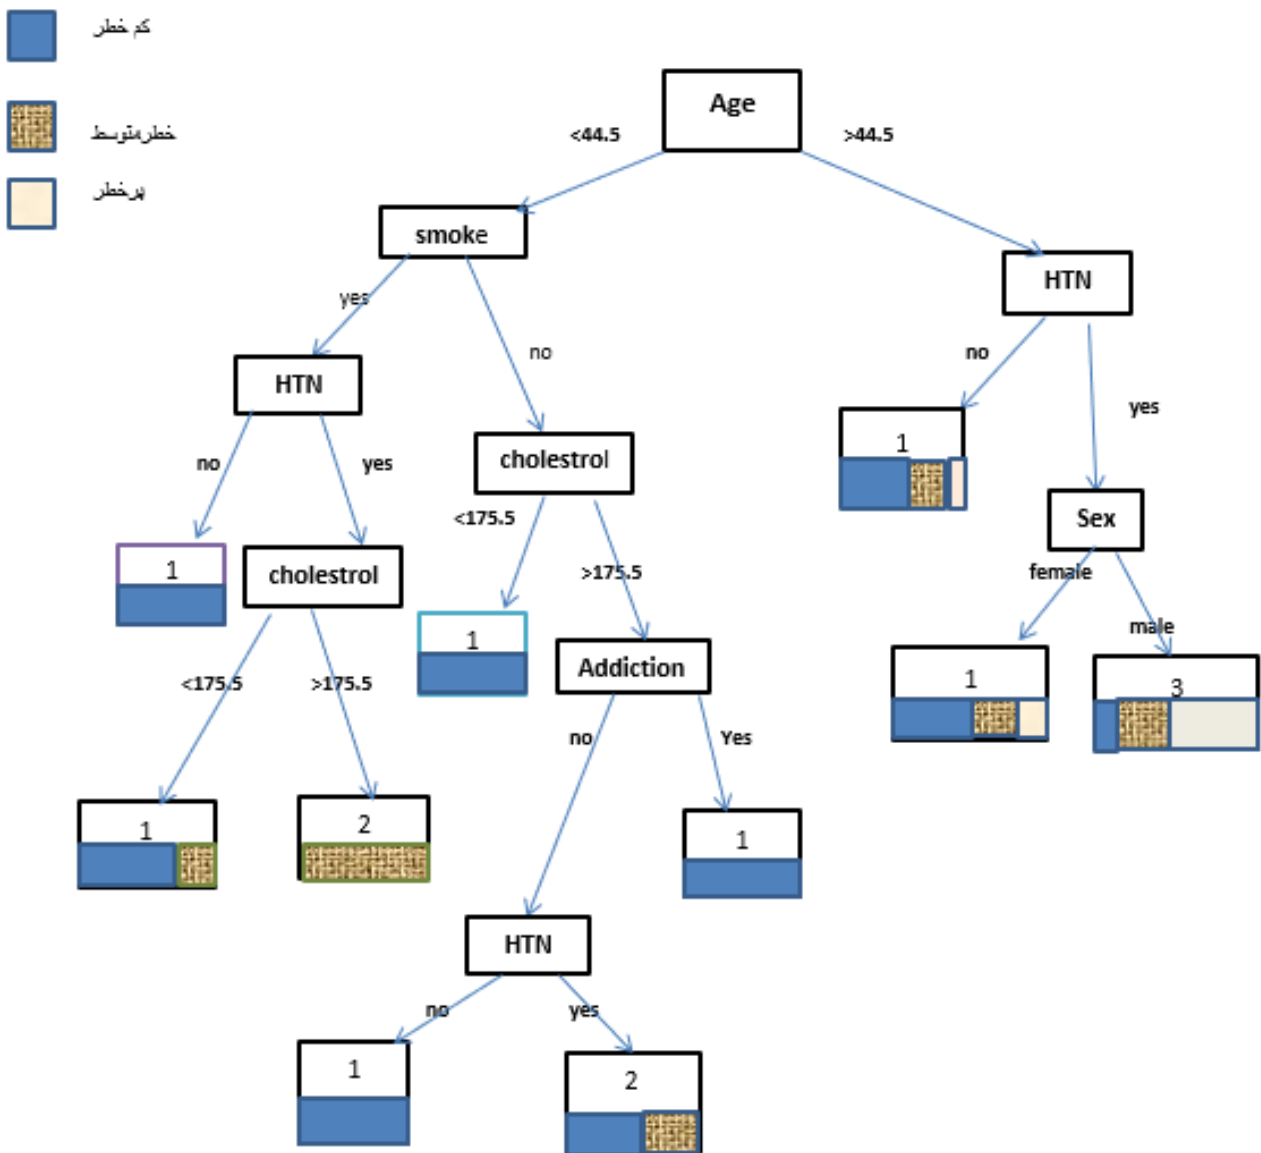 کم خطر
خطرمتوسط
پرخطر
Age
<44.5
>44.5
smoke
HTN
yes
no
no
yes
HTN
cholestrol
1
Sex
no
yes
<175.5
>175.5
female
male
1
cholestrol
1
Addiction
1
3
<175.5
>175.5
no
Yes
1
2
1
HTN
no
yes
1
2